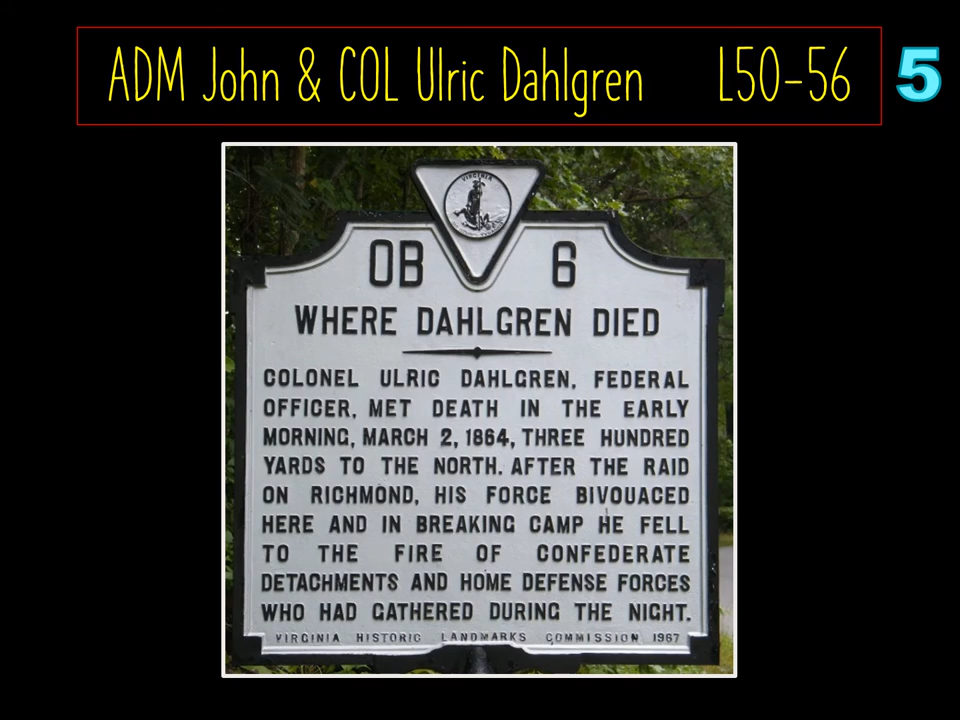 ADM John & COL Ulric Dahlgren L50-56
5
VIRGINIA
OB 6
WHERE DAHLGREN DIED
COLONEL ULRIC DAHLGREN, FEDERAL
OFFICER, MET DEATH IN THE EARLY
MORNING, MARCH 2, 1864, THREE HUNDRED
YARDS TO THE NORTH. AFTER THE RAID
ON RICHMOND, HIS FORCE BIVOUACED
HERE AND IN BREAKING CAMP HE FELL
TO THE FIRE OF CONFEDERATE
DETACHMENTS AND HOME DEFENSE FORCES
WHO HAD GATHERED DURING THE NIGHT.
VIRGINIA HISTORIC LANDMARKS COMMISSION 1967